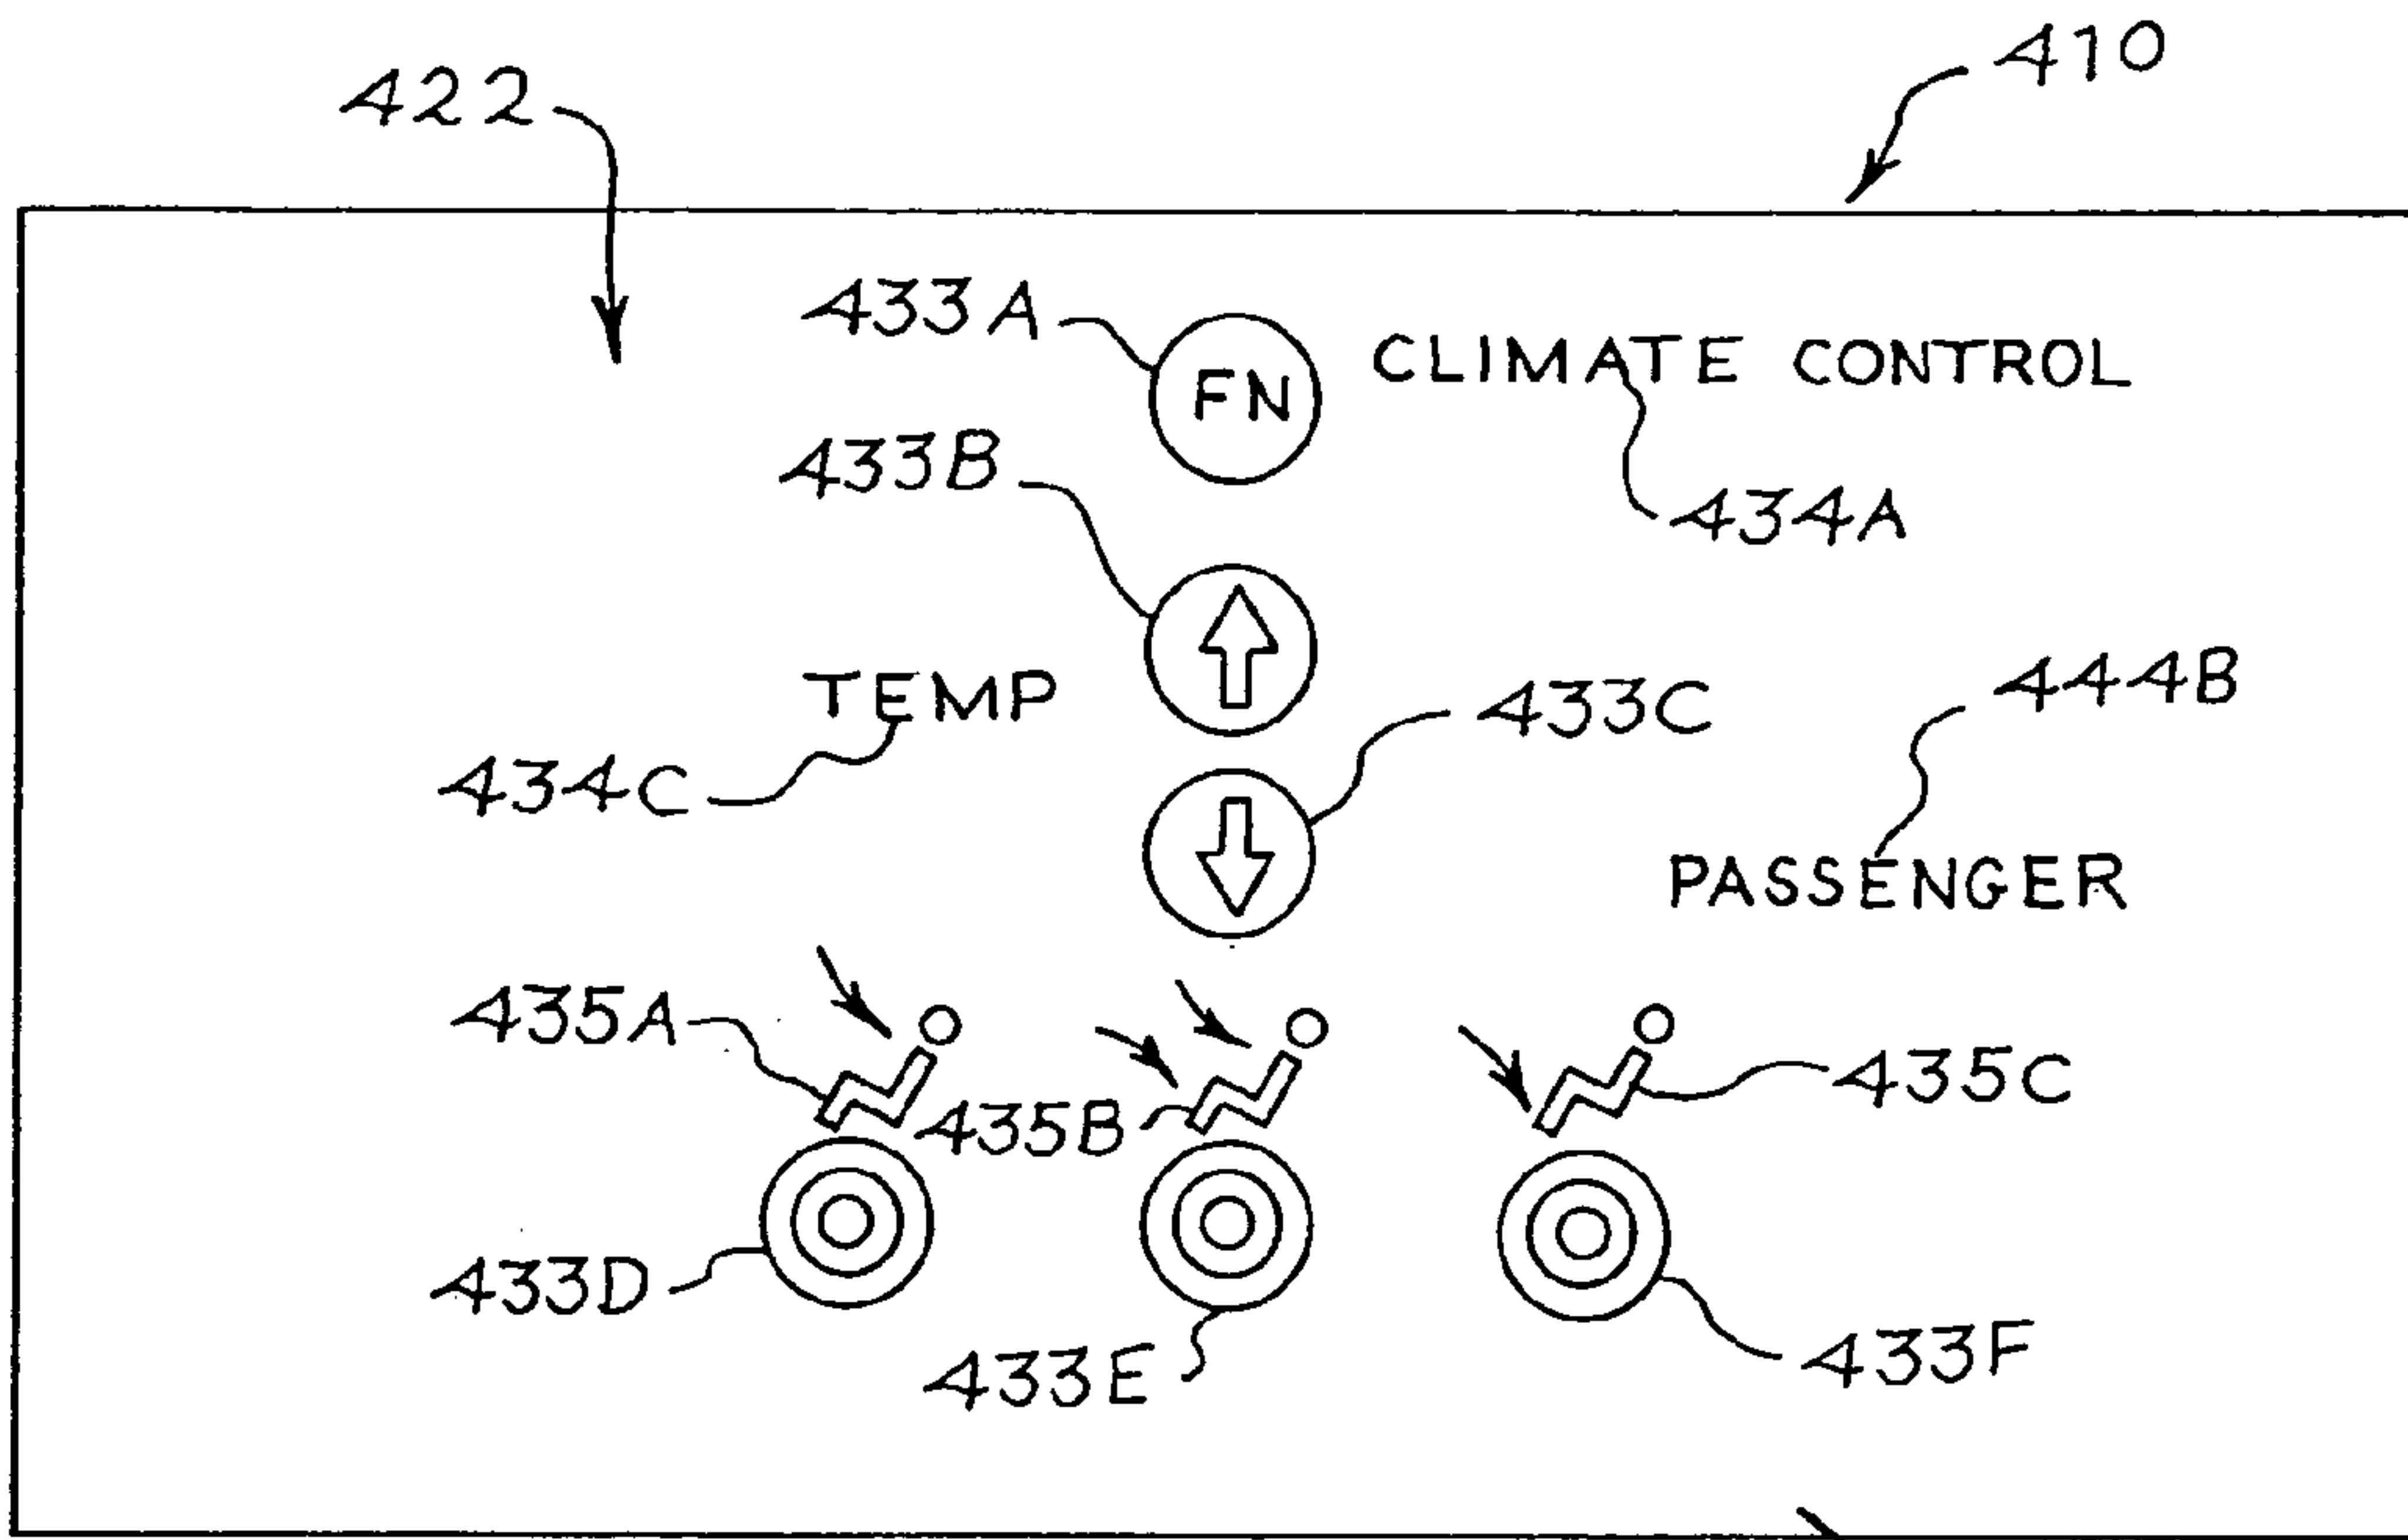 410
422
433A
FN
CLIMATE CONTROL
433B
434A
TEMP
433C
444B
434C
PASSENGER
435A
435B
435C
433D
433E
433F